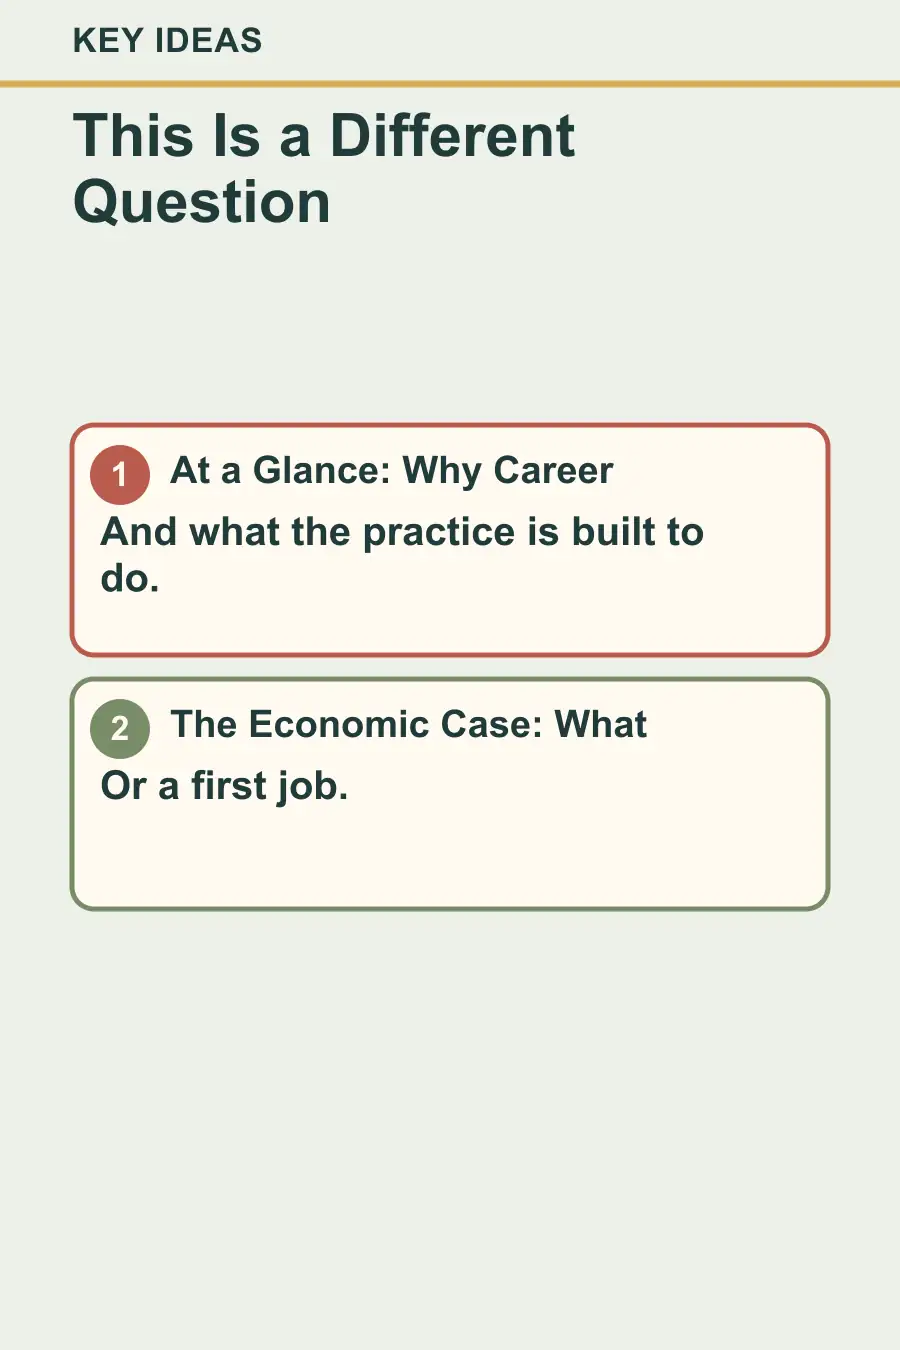 KEY IDEAS
This Is a Different
Question
1 At a Glance: Why Career
And what the practice is built to
do.
2 The Economic Case: What
Or a first job.